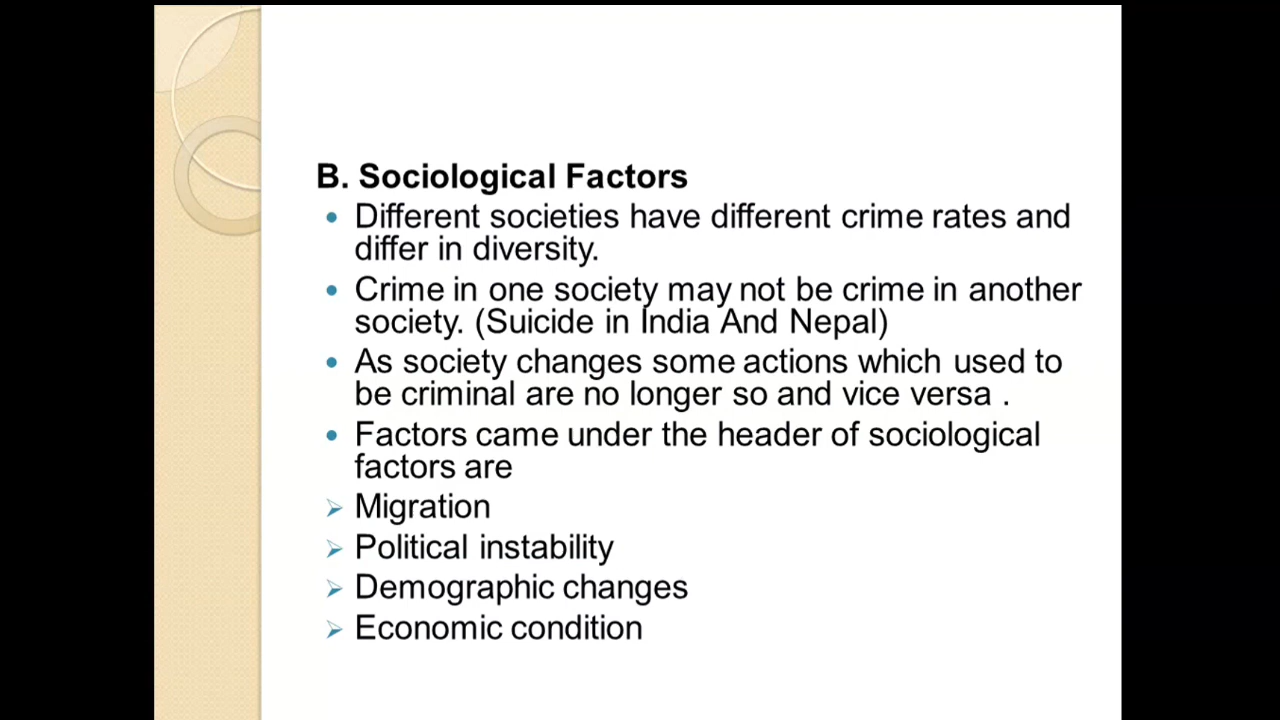 B. Sociological Factors
• Different societies have different crime rates and
differ in diversity.
• Crime in one society may not be crime in another
society. (Suicide in India And Nepal)
• As society changes some actions which used to
be criminal are no longer so and vice versa .
• Factors came under the header of sociological
factors are
➢ Migration
➢ Political instability
➢ Demographic changes
➢ Economic condition